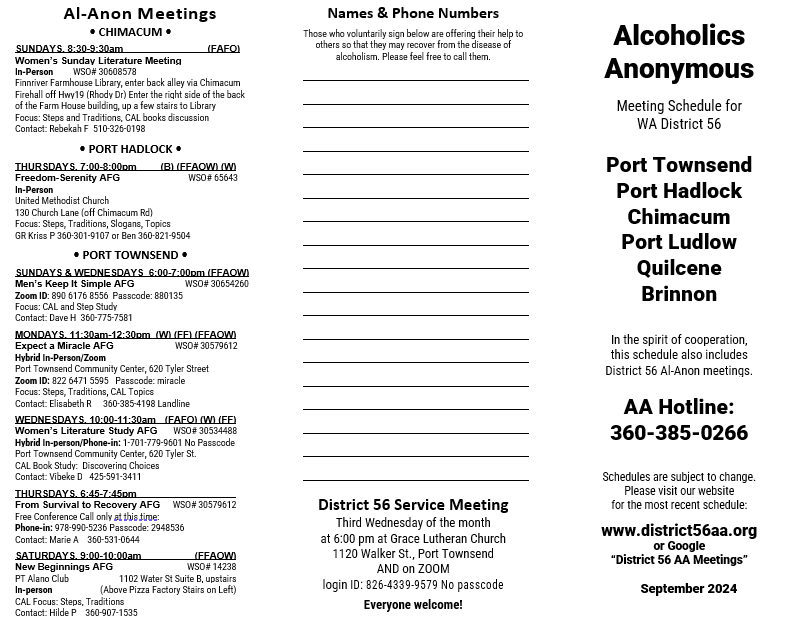 Al-Anon Meetings
• CHIMACUM •
SUNDAYS, 8:30-9:30am (FAFO)
Women's Sunday Literature Meeting
In-Person WSO# 30608578
Finnriver Farmhouse Library, enter back alley via Chimacum
Firehall off Hwy19 (Rhody Dr) Enter the right side of the back
of the Farm House building, up a few stairs to Library
Focus: Steps and Traditions, CAL books discussion
Contact: Rebekah F 510-326-0198
• PORT HADLOCK •
THURSDAYS, 7:00-8:00pm (B) (FFAOW) (W)
Freedom-Serenity AFG WSO# 65643
In-Person
United Methodist Church
130 Church Lane (off Chimacum Rd)
Focus: Steps, Traditions, Slogans, Topics
GR Kriss P 360-301-9107 or Ben 360-821-9504
• PORT TOWNSEND •
SUNDAYS & WEDNESDAYS 6:00-7:00pm (FFAOW)
Men's Keep It Simple AFG WSO# 30654260
Zoom ID: 890 6176 8556 Passcode: 880135
Focus: CAL and Step Study
Contact: Dave H 360-775-7581
MONDAYS, 11:30am-12:30pm (W) (FF) (FFAOW)
Expect a Miracle AFG WSO# 30579612
Hybrid In-Person/Zoom
Port Townsend Community Center, 620 Tyler Street
Zoom ID: 822 6471 5595 Passcode: miracle
Focus: Steps, Traditions, CAL Topics
Contact: Elisabeth R 360-385-4198 Landline
WEDNESDAYS, 10:00-11:30am (FAFO) (W) (FF)
Women's Literature Study AFG WSO# 30534488
Hybrid In-person/Phone-in: 1-701-779-9601 No Passcode
Port Townsend Community Center, 620 Tyler St.
CAL Book Study: Discovering Choices
Contact: Vibeke D 425-591-3411
THURSDAYS, 6:45-7:45pm
From Survival to Recovery AFG WSO# 30579612
Free Conference Call only at this time:
Phone-in: 978-990-5236 Passcode: 2948536
Contact: Marie A 360-531-0644
SATURDAYS, 9:00-10:00am (FFAOW)
New Beginnings AFG WSO# 14238
PT Alano Club 1102 Water St Suite B, upstairs
In-person (Above Pizza Factory Stairs on Left)
CAL Focus: Steps, Traditions
Contact: Hilde P 360-907-1535
Names & Phone Numbers
Those who voluntarily sign below are offering their help to
others so that they may recover from the disease of
alcoholism. Please feel free to call them.
District 56 Service Meeting
Third Wednesday of the month
at 6:00 pm at Grace Lutheran Church
1120 Walker St., Port Townsend
AND on ZOOM
login ID: 826-4339-9579 No passcode
Everyone welcome!
Alcoholics
Anonymous
Meeting Schedule for
WA District 56
Port Townsend
Port Hadlock
Chimacum
Port Ludlow
Quilcene
Brinnon
In the spirit of cooperation,
this schedule also includes
District 56 Al-Anon meetings.
AA Hotline:
360-385-0266
Schedules are subject to change.
Please visit our website
for the most recent schedule:
www.district56aa.org
or Google
"District 56 AA Meetings"
September 2024